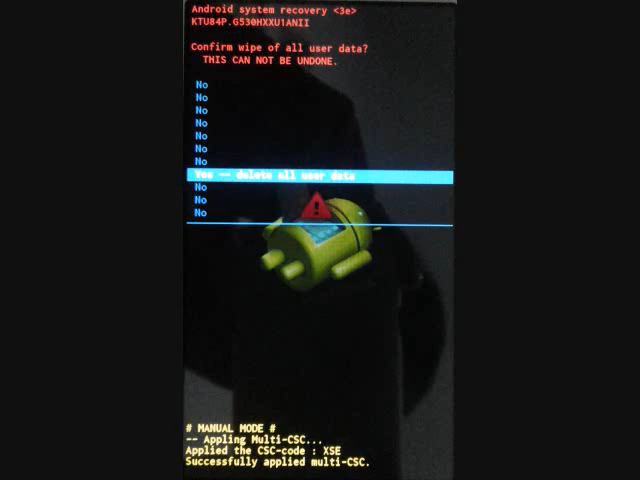 Android system recovery <3e>
KTU84P.G530HXXU1ANII
Confirm wipe of all user data?
THIS CAN NOT BE UNDONE.
No
No
No
No
No
No
No
Yes -- delete all user data
No
No
No
# MANUAL MODE #
-- Appling Multi-CSC...
Applied the CSC-code : XSE
Successfully applied multi-CSC.